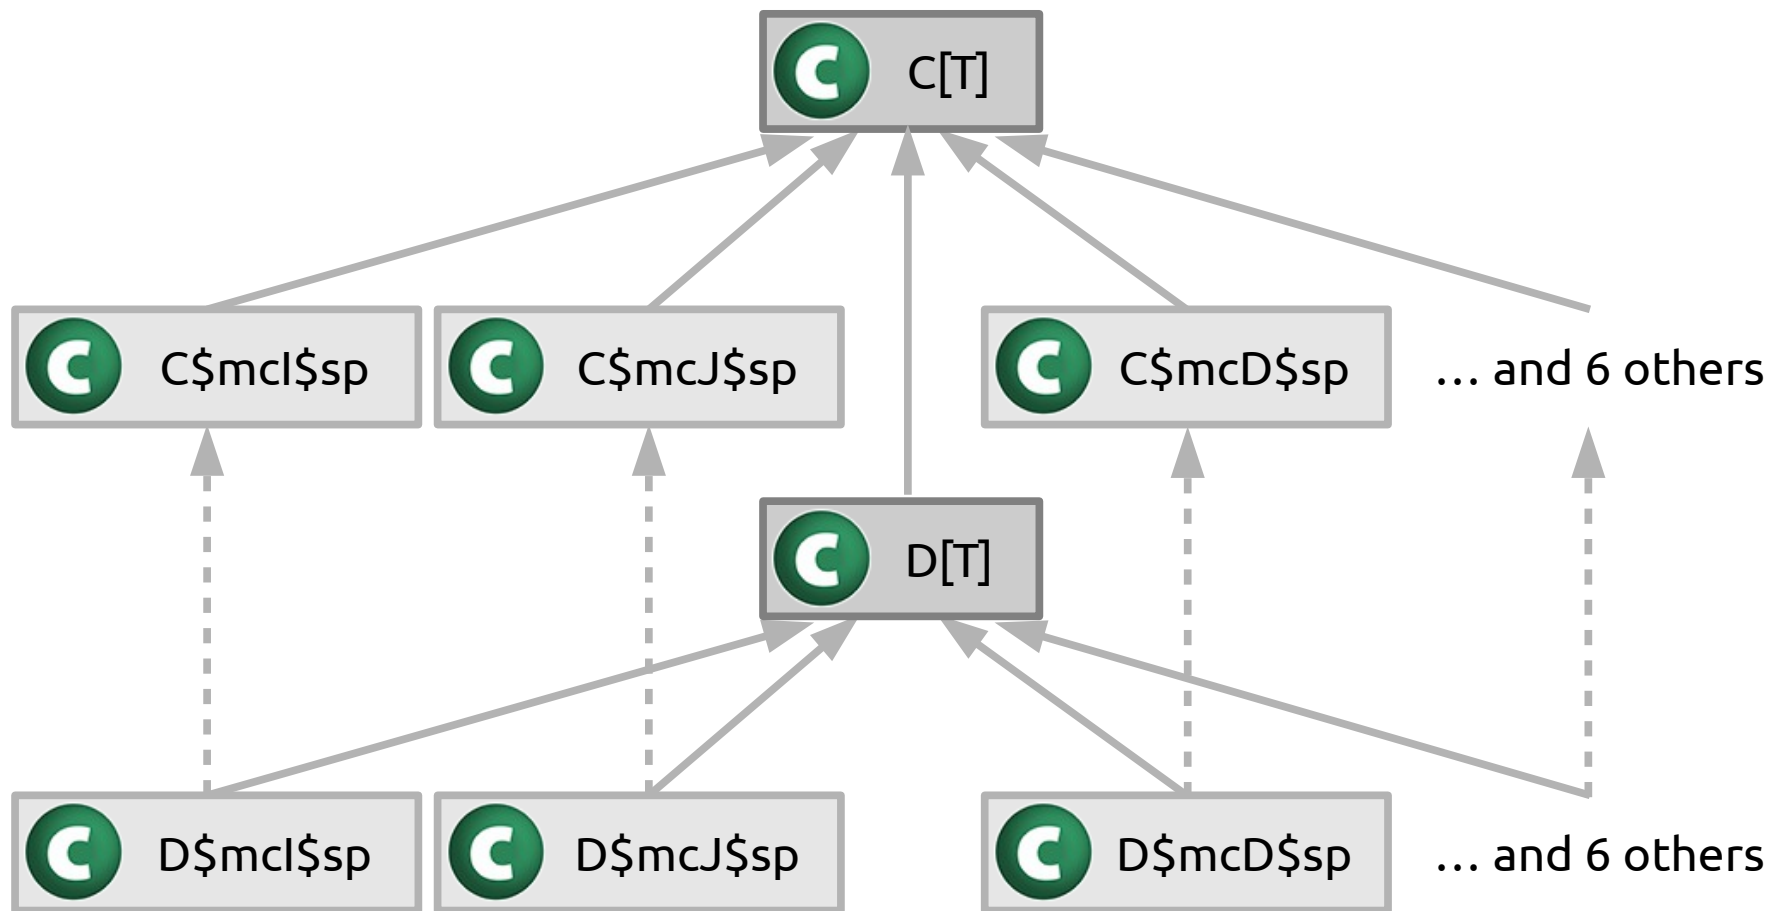 C[T]
C$mcI$sp
C$mcJ$sp
C$mcD$sp
... and 6 others
D[T]
D$mcI$sp
D$mcJ$sp
D$mcD$sp
... and 6 others